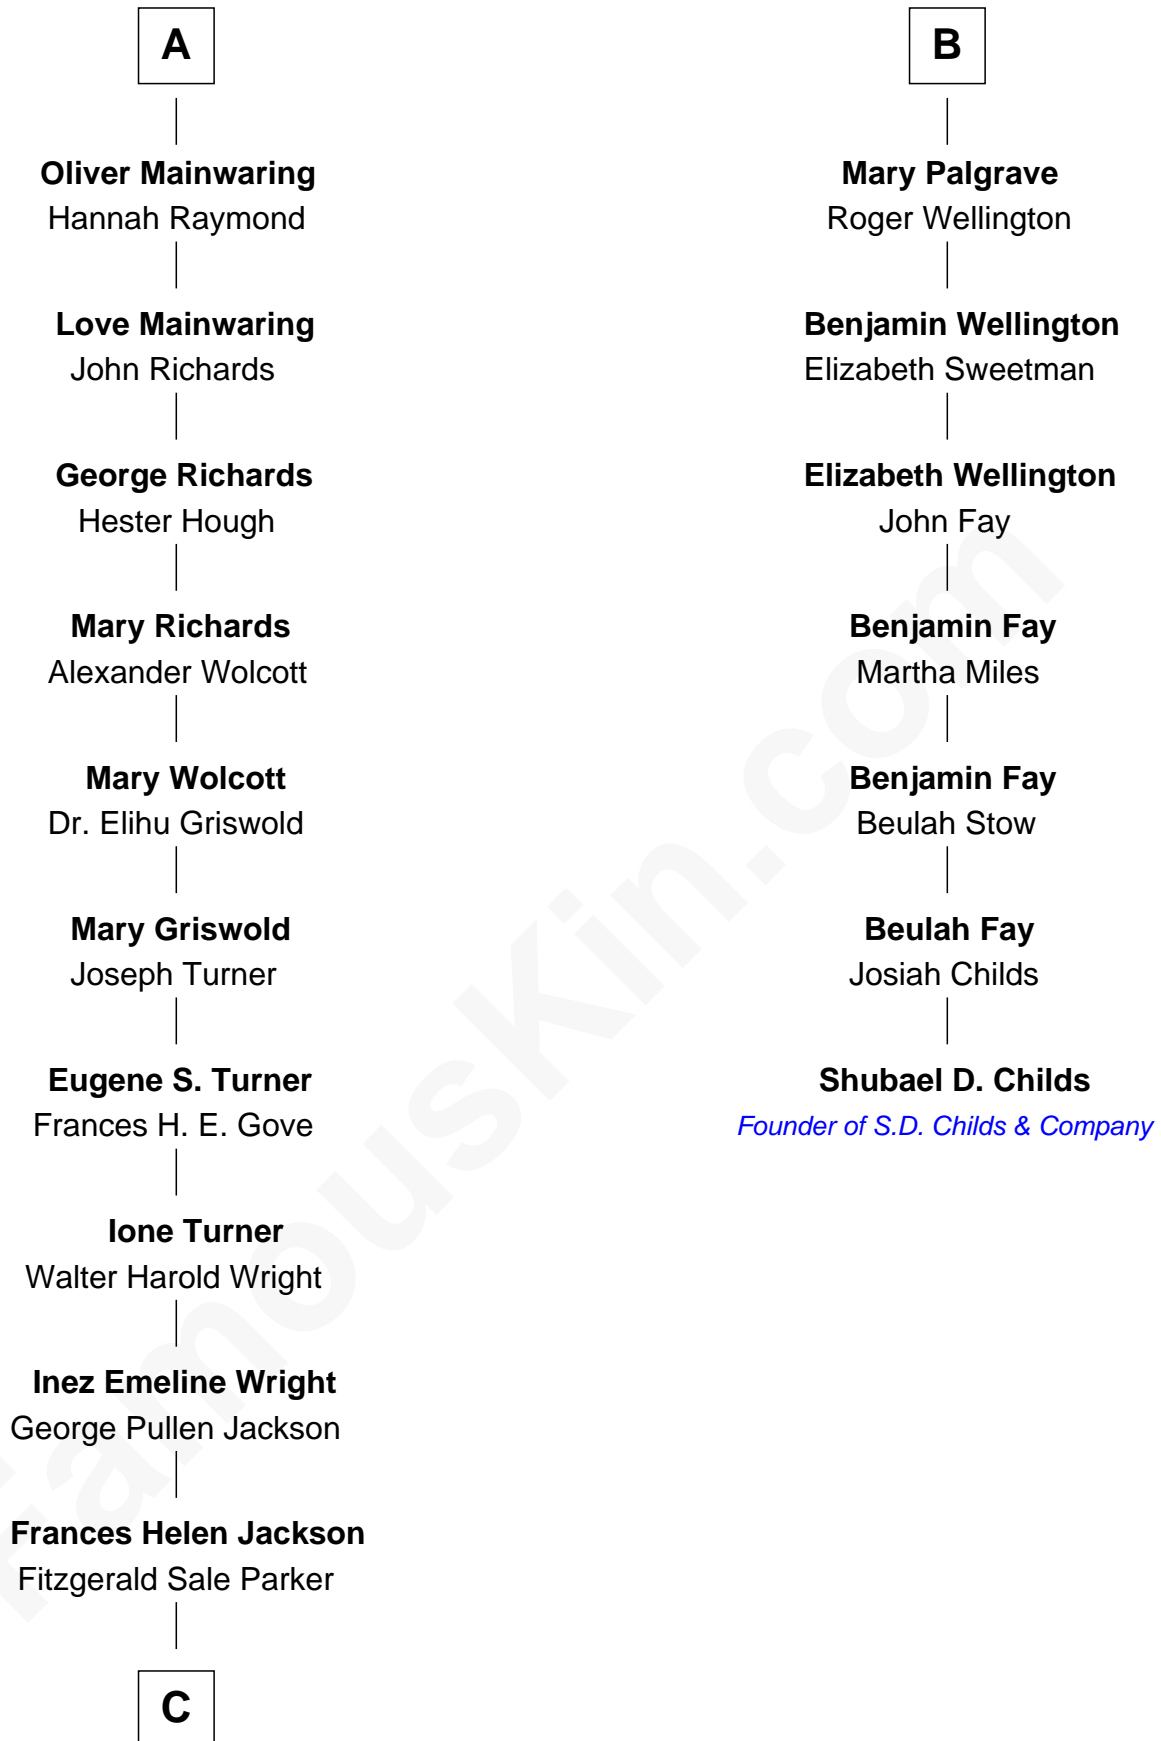 A
Oliver Mainwaring
Hannah Raymond
Love Mainwaring
John Richards
George Richards
Hester Hough
Mary Richards
Alexander Wolcott
Mary Wolcott
Dr. Elihu Griswold
Mary Griswold
Joseph Turner
Eugene S. Turner
Frances H. E. Gove
Ione Turner
Walter Harold Wright
Inez Emeline Wright
George Pullen Jackson
Frances Helen Jackson
Fitzgerald Sale Parker
C
B
Mary Palgrave
Roger Wellington
Benjamin Wellington
Elizabeth Sweetman
Elizabeth Wellington
John Fay
Benjamin Fay
Martha Miles
Benjamin Fay
Beulah Stow
Beulah Fay
Josiah Childs
Shubael D. Childs
Founder of S.D. Childs & Company
FamousKin.com